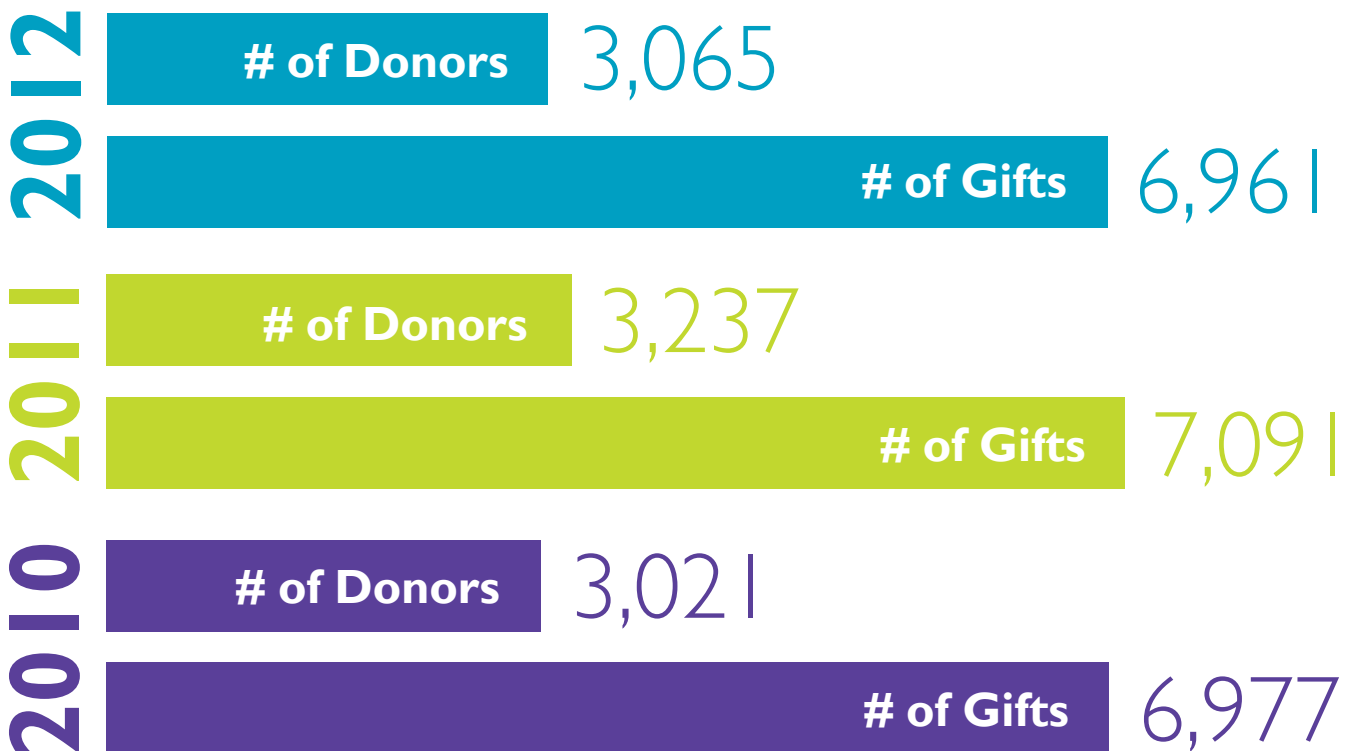 2012
# of Donors 3,065
# of Gifts 6,961
2011
# of Donors 3,237
# of Gifts 7,091
2010
# of Donors 3,021
# of Gifts 6,977